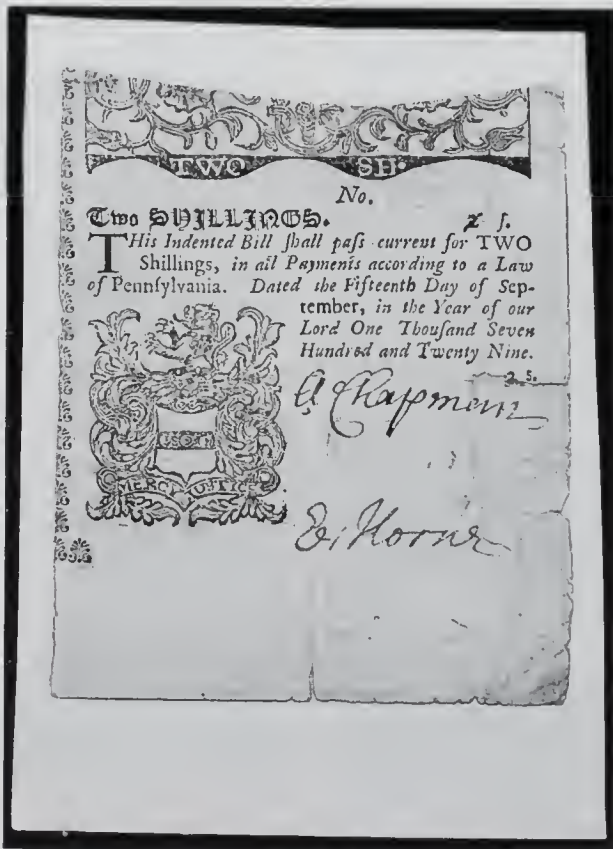 TWO SH.
No.
Two SHILLINGS. £ ſ.
THis Indented Bill ſhall paſs current for TWO
Shillings, in all Payments according to a Law
of Pennſylvania. Dated the Fifteenth Day of Sep-
tember, in the Year of our
Lord One Thouſand Seven
Hundred and Twenty Nine.
2 S.
A Chapman
MERCY JUSTICE
E. Horne